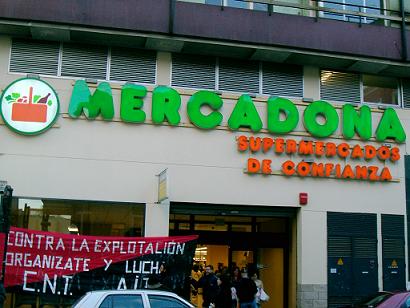 MERCADONA
SUPERMERCADOS
DE CONFIANZA
CONTRA LA EXPLOTACIÓN
ORGANIZATE Y LUCHA
C.N.T. A.I.T.